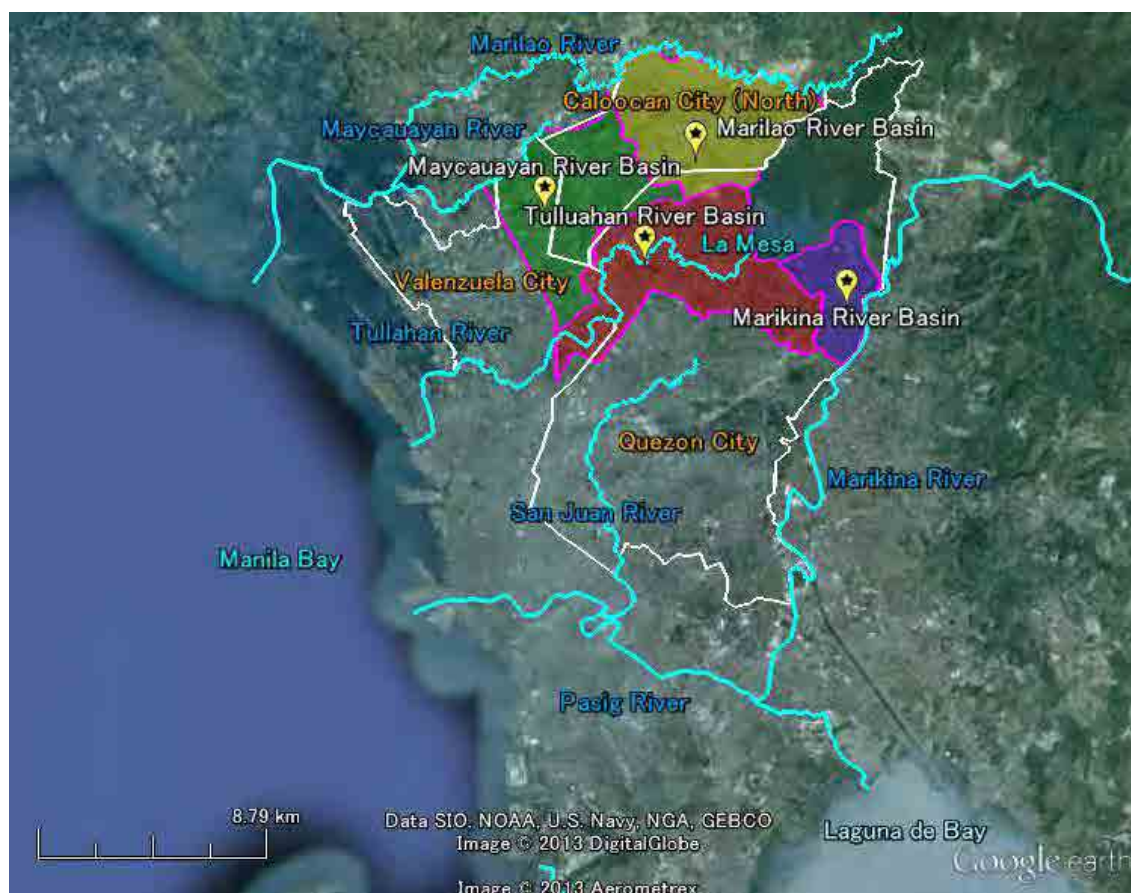 Marilao River
Caloocan City (North)
Maycauayan River
Marilao River Basin
Maycauayan River Basin
Tulluahan River Basin
La Mesa
Valenzuela City
Marikina River Basin
Tullahan River
Quezon City
Marikina River
San Juan River
Manila Bay
Pasig River
8.79 km
Data SIO, NOAA, U.S. Navy, NGA, GEBCO
Image © 2013 DigitalGlobe
Laguna de Bay
Google earth
Image © 2013 Aerometrex